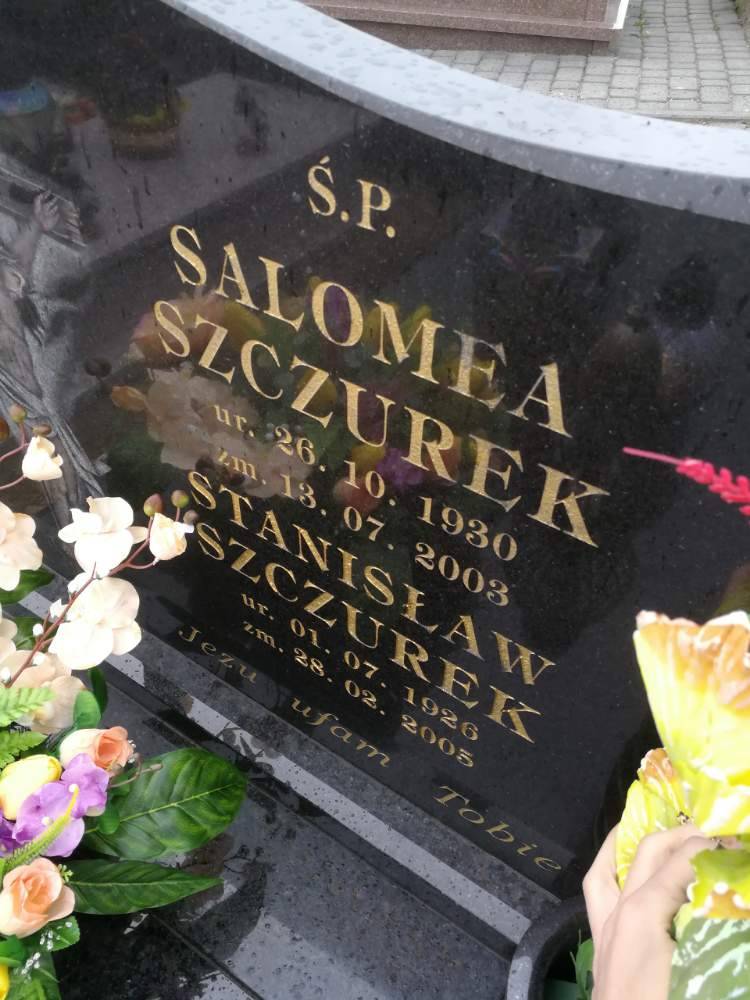 Ś.P.
SALOMEA
SZCZUREK
ur. 26. 10. 1930
zm. 13. 07. 2003
STANISŁAW
SZCZUREK
ur. 01. 07. 1926
zm. 28. 02. 2005
Jezu ufam Tobie